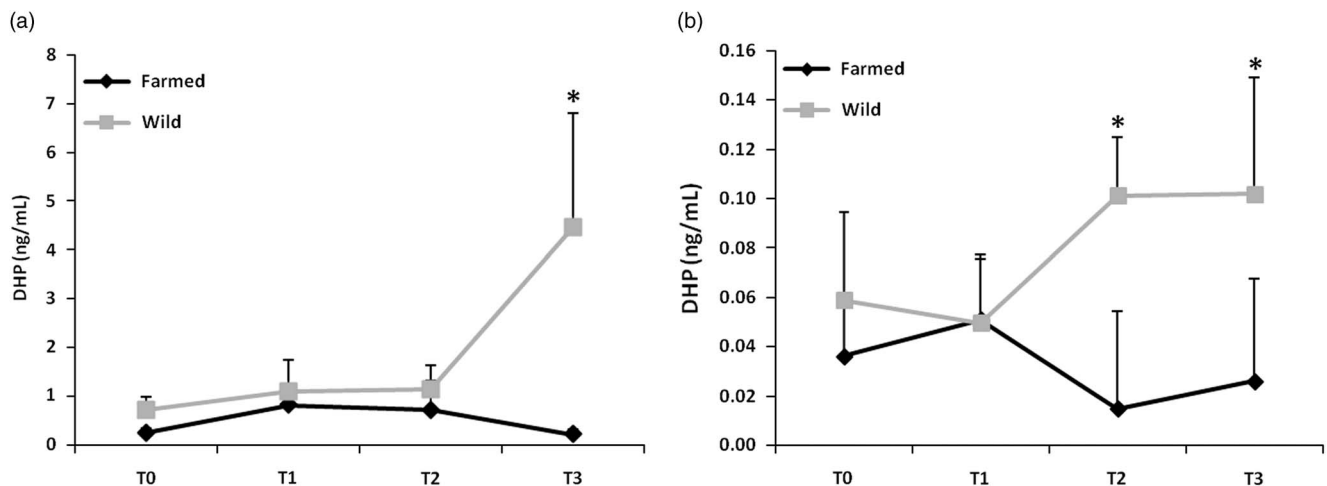 (a)
DHP (ng/mL)
8
7
6
5
4
3
2
1
0
Farmed
Wild
*
T0 T1 T2 T3
(b)
DHP (ng/mL)
0.16
0.14
0.12
0.10
0.08
0.06
0.04
0.02
0.00
Farmed
Wild
*
*
T0 T1 T2 T3